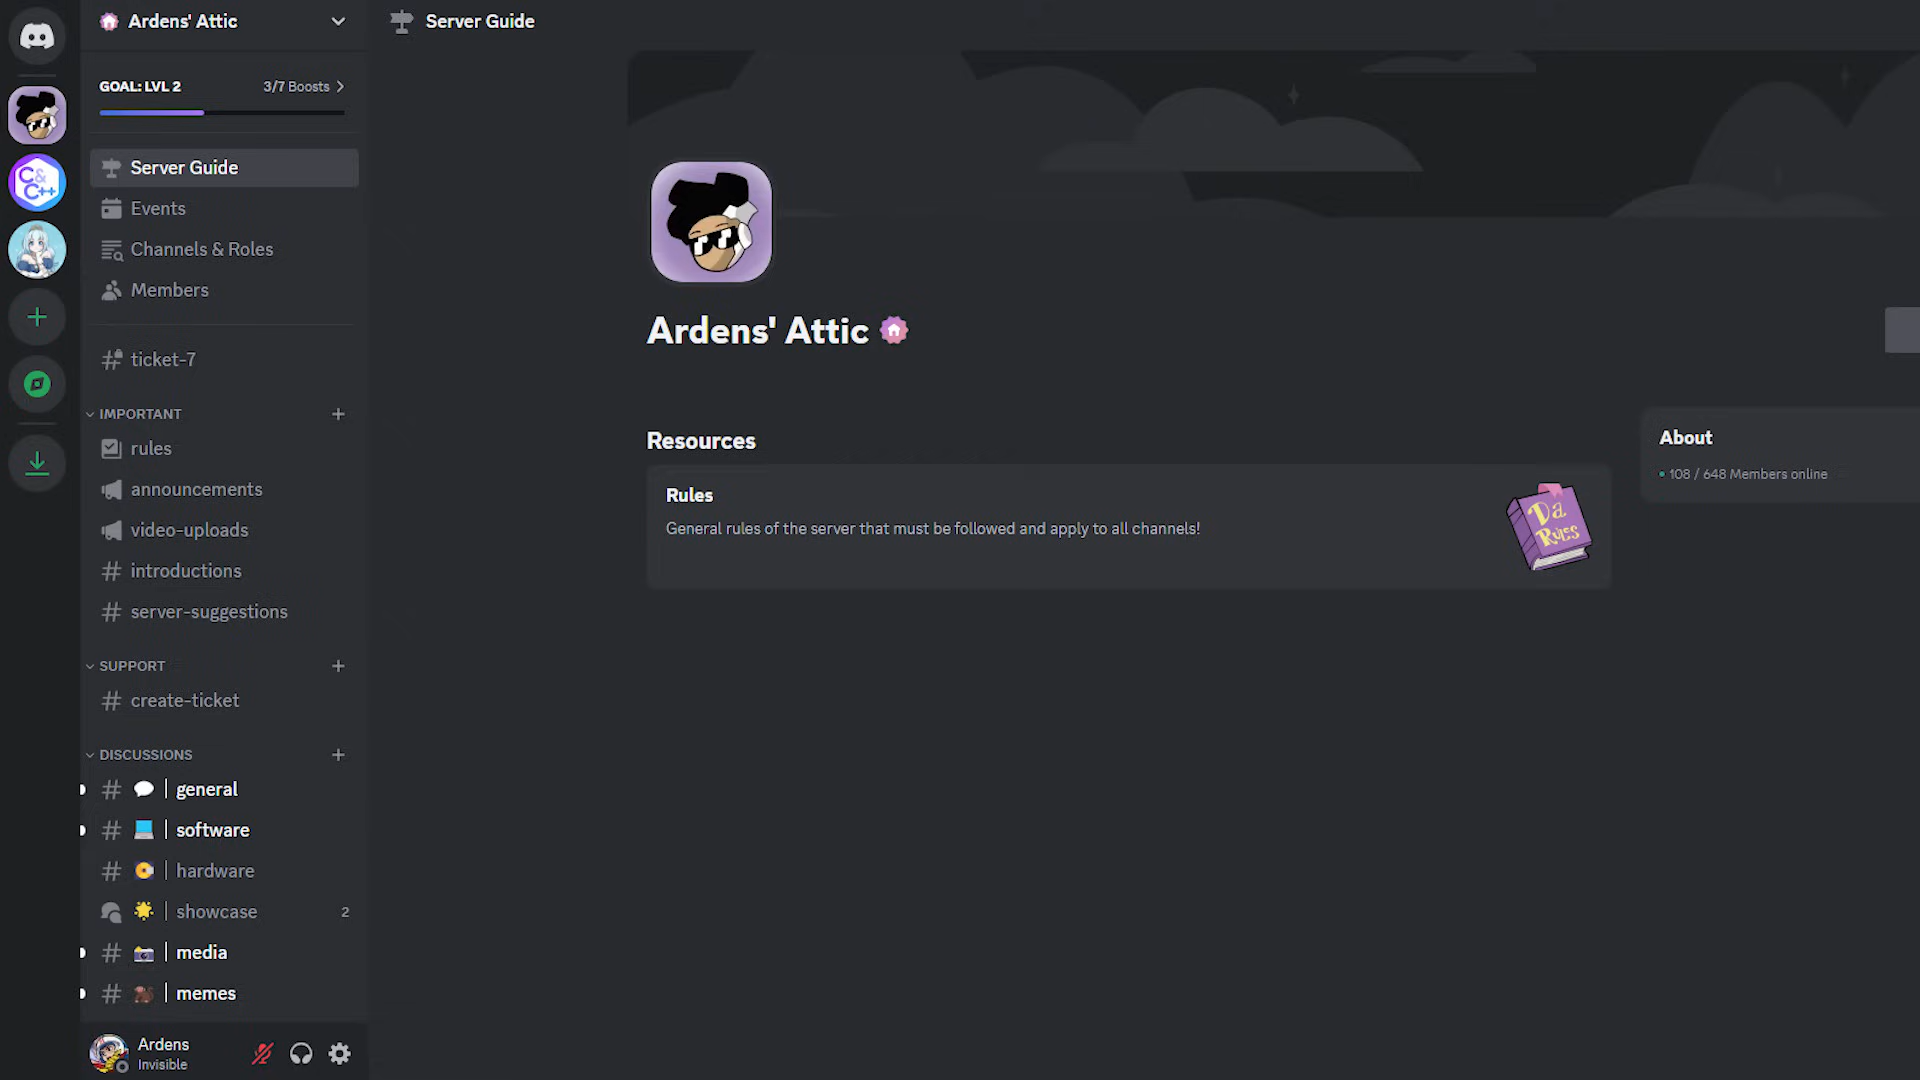 Ardens' Attic
GOAL: LVL 2
3/7 Boosts
Server Guide
Events
Channels & Roles
Members
ticket-7
IMPORTANT
rules
announcements
video-uploads
introductions
server-suggestions
SUPPORT
create-ticket
DISCUSSIONS
general
software
hardware
showcase 2
media
memes
Ardens
Invisible
C&
C++
Server Guide
Ardens' Attic
Resources
Rules
General rules of the server that must be followed and apply to all channels!
Da
Rules
About
108 / 648 Members online